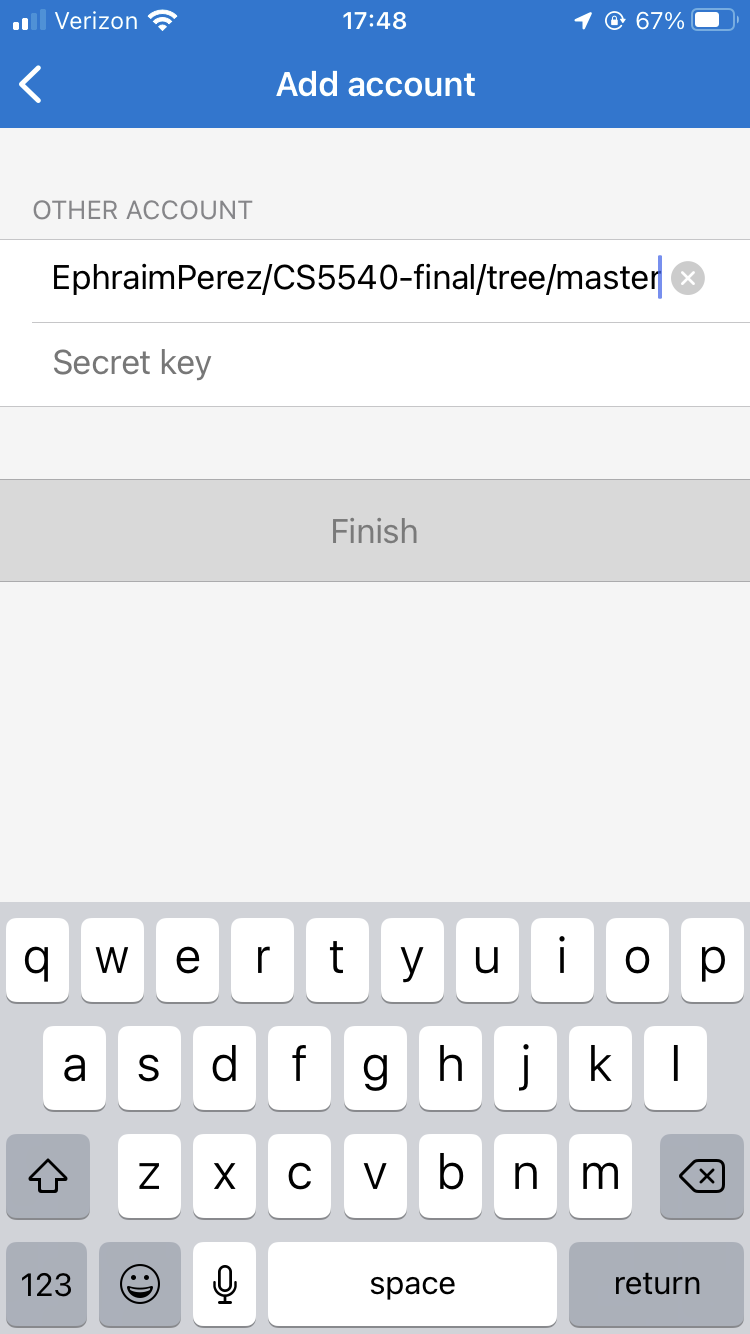 Verizon 17:48 67%
Add account
OTHER ACCOUNT
EphraimPerez/CS5540-final/tree/master
Secret key
Finish
q w e r t y u i o p
a s d f g h j k l
z x c v b n m
123 space return